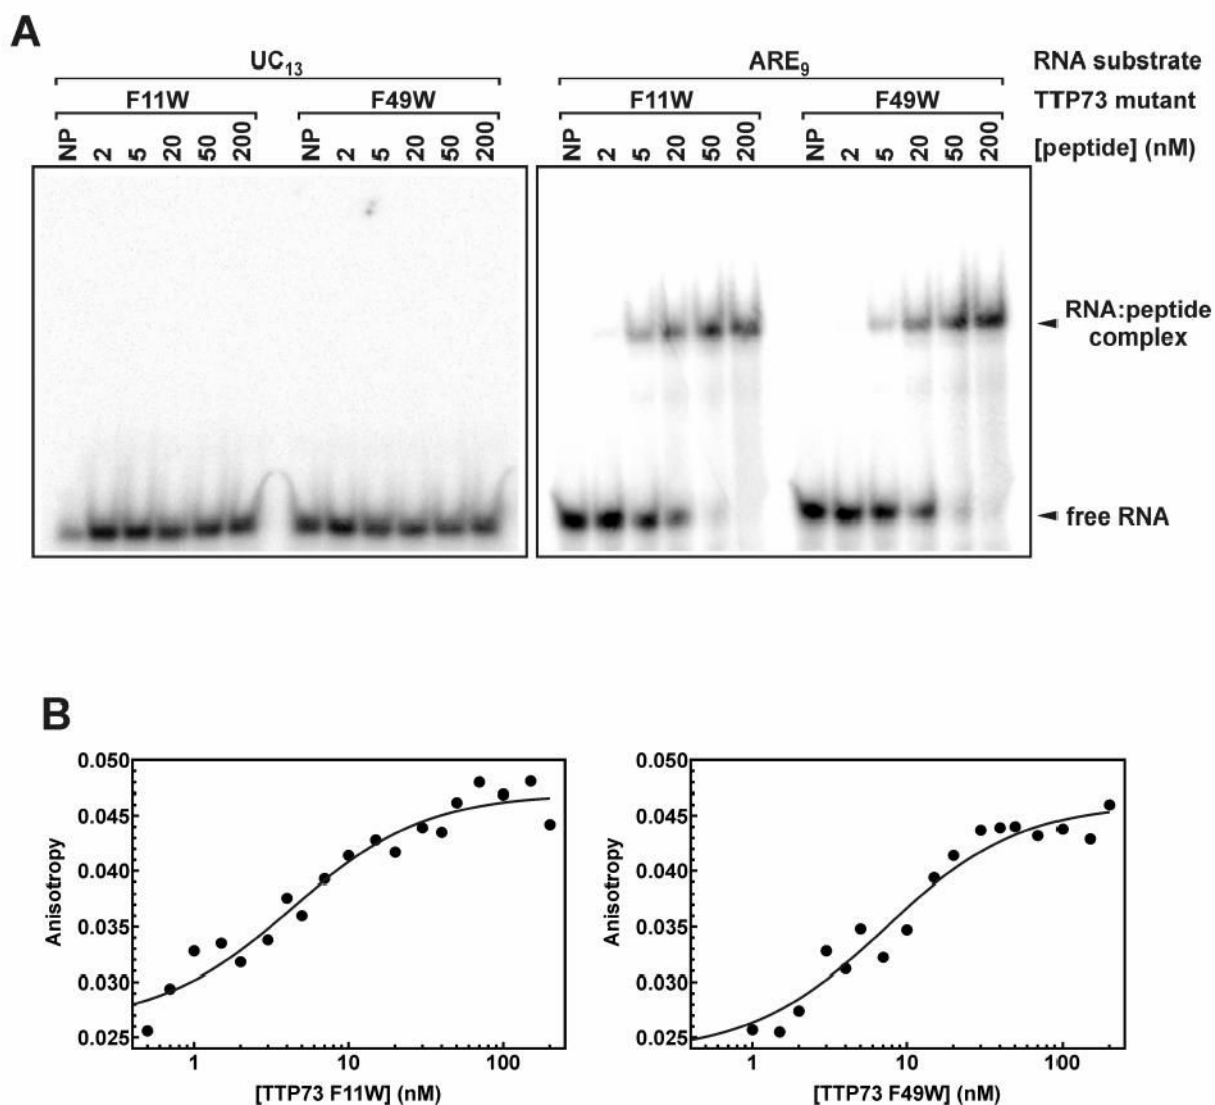 A
UC₁₃ ARE₉ RNA substrate
F11W F49W F11W F49W TTP73 mutant
NP 2 5 20 50 200 NP 2 5 20 50 200 NP 2 5 20 50 200 NP 2 5 20 50 200 [peptide] (nM)
RNA:peptide
complex
free RNA
B
0.050 0.050
0.045 0.045
0.040 0.040
0.035 0.035
0.030 0.030
0.025 0.025
Anisotropy Anisotropy
1 10 100 1 10 100
[TTP73 F11W] (nM) [TTP73 F49W] (nM)